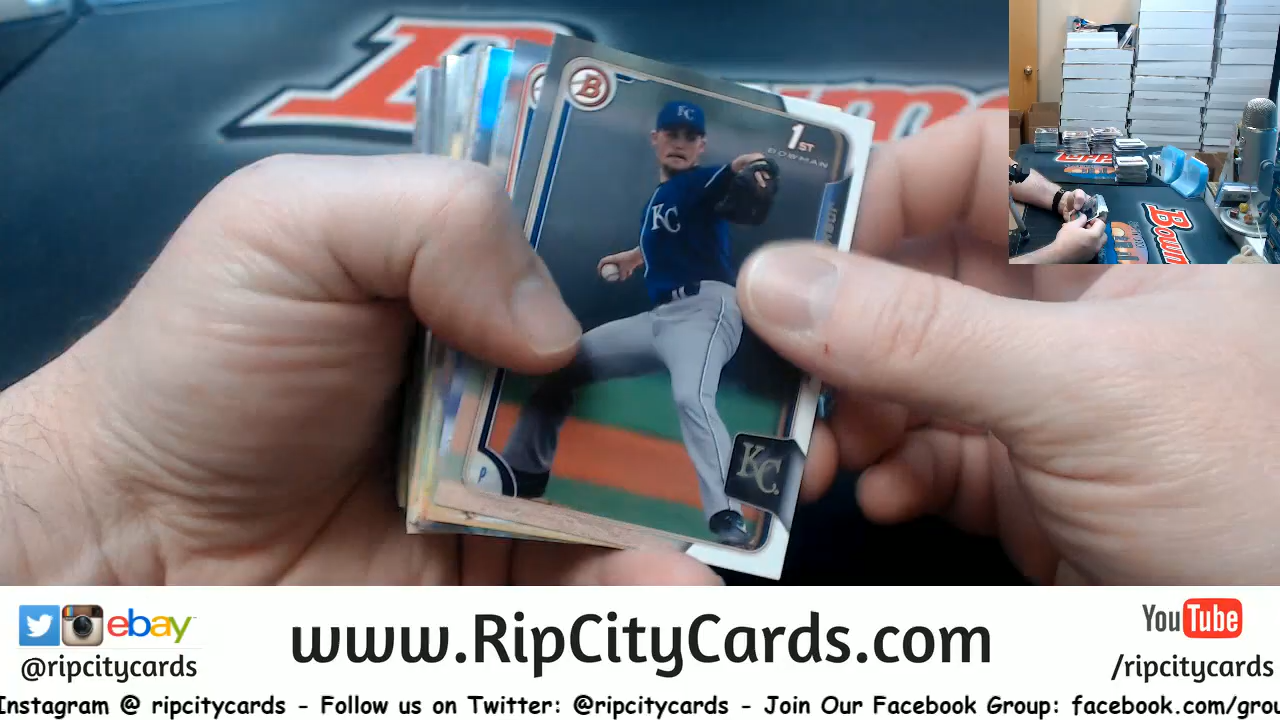 B
KC
1ST
BOWMAN
KC
KC
P
ebay
@ripcitycards
www.RipCityCards.com
YouTube
/ripcitycards
Instagram @ ripcitycards - Follow us on Twitter: @ripcitycards - Join Our Facebook Group: facebook.com/grou